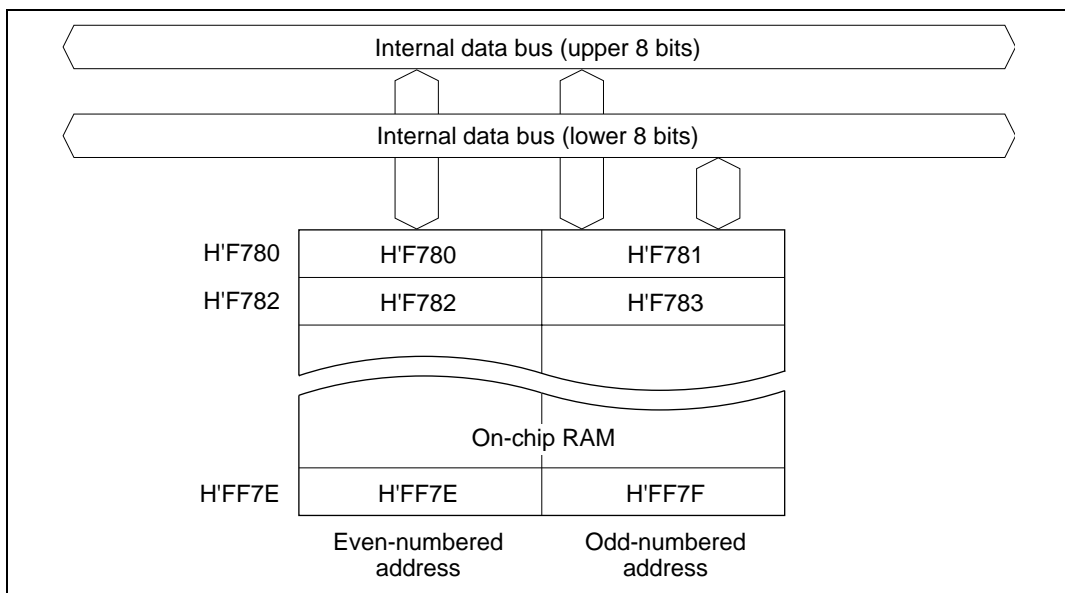 Internal data bus (upper 8 bits)
Internal data bus (lower 8 bits)
H'F780 H'F780 H'F781
H'F782 H'F782 H'F783
On-chip RAM
H'FF7E H'FF7E H'FF7F
Even-numbered address
Odd-numbered address